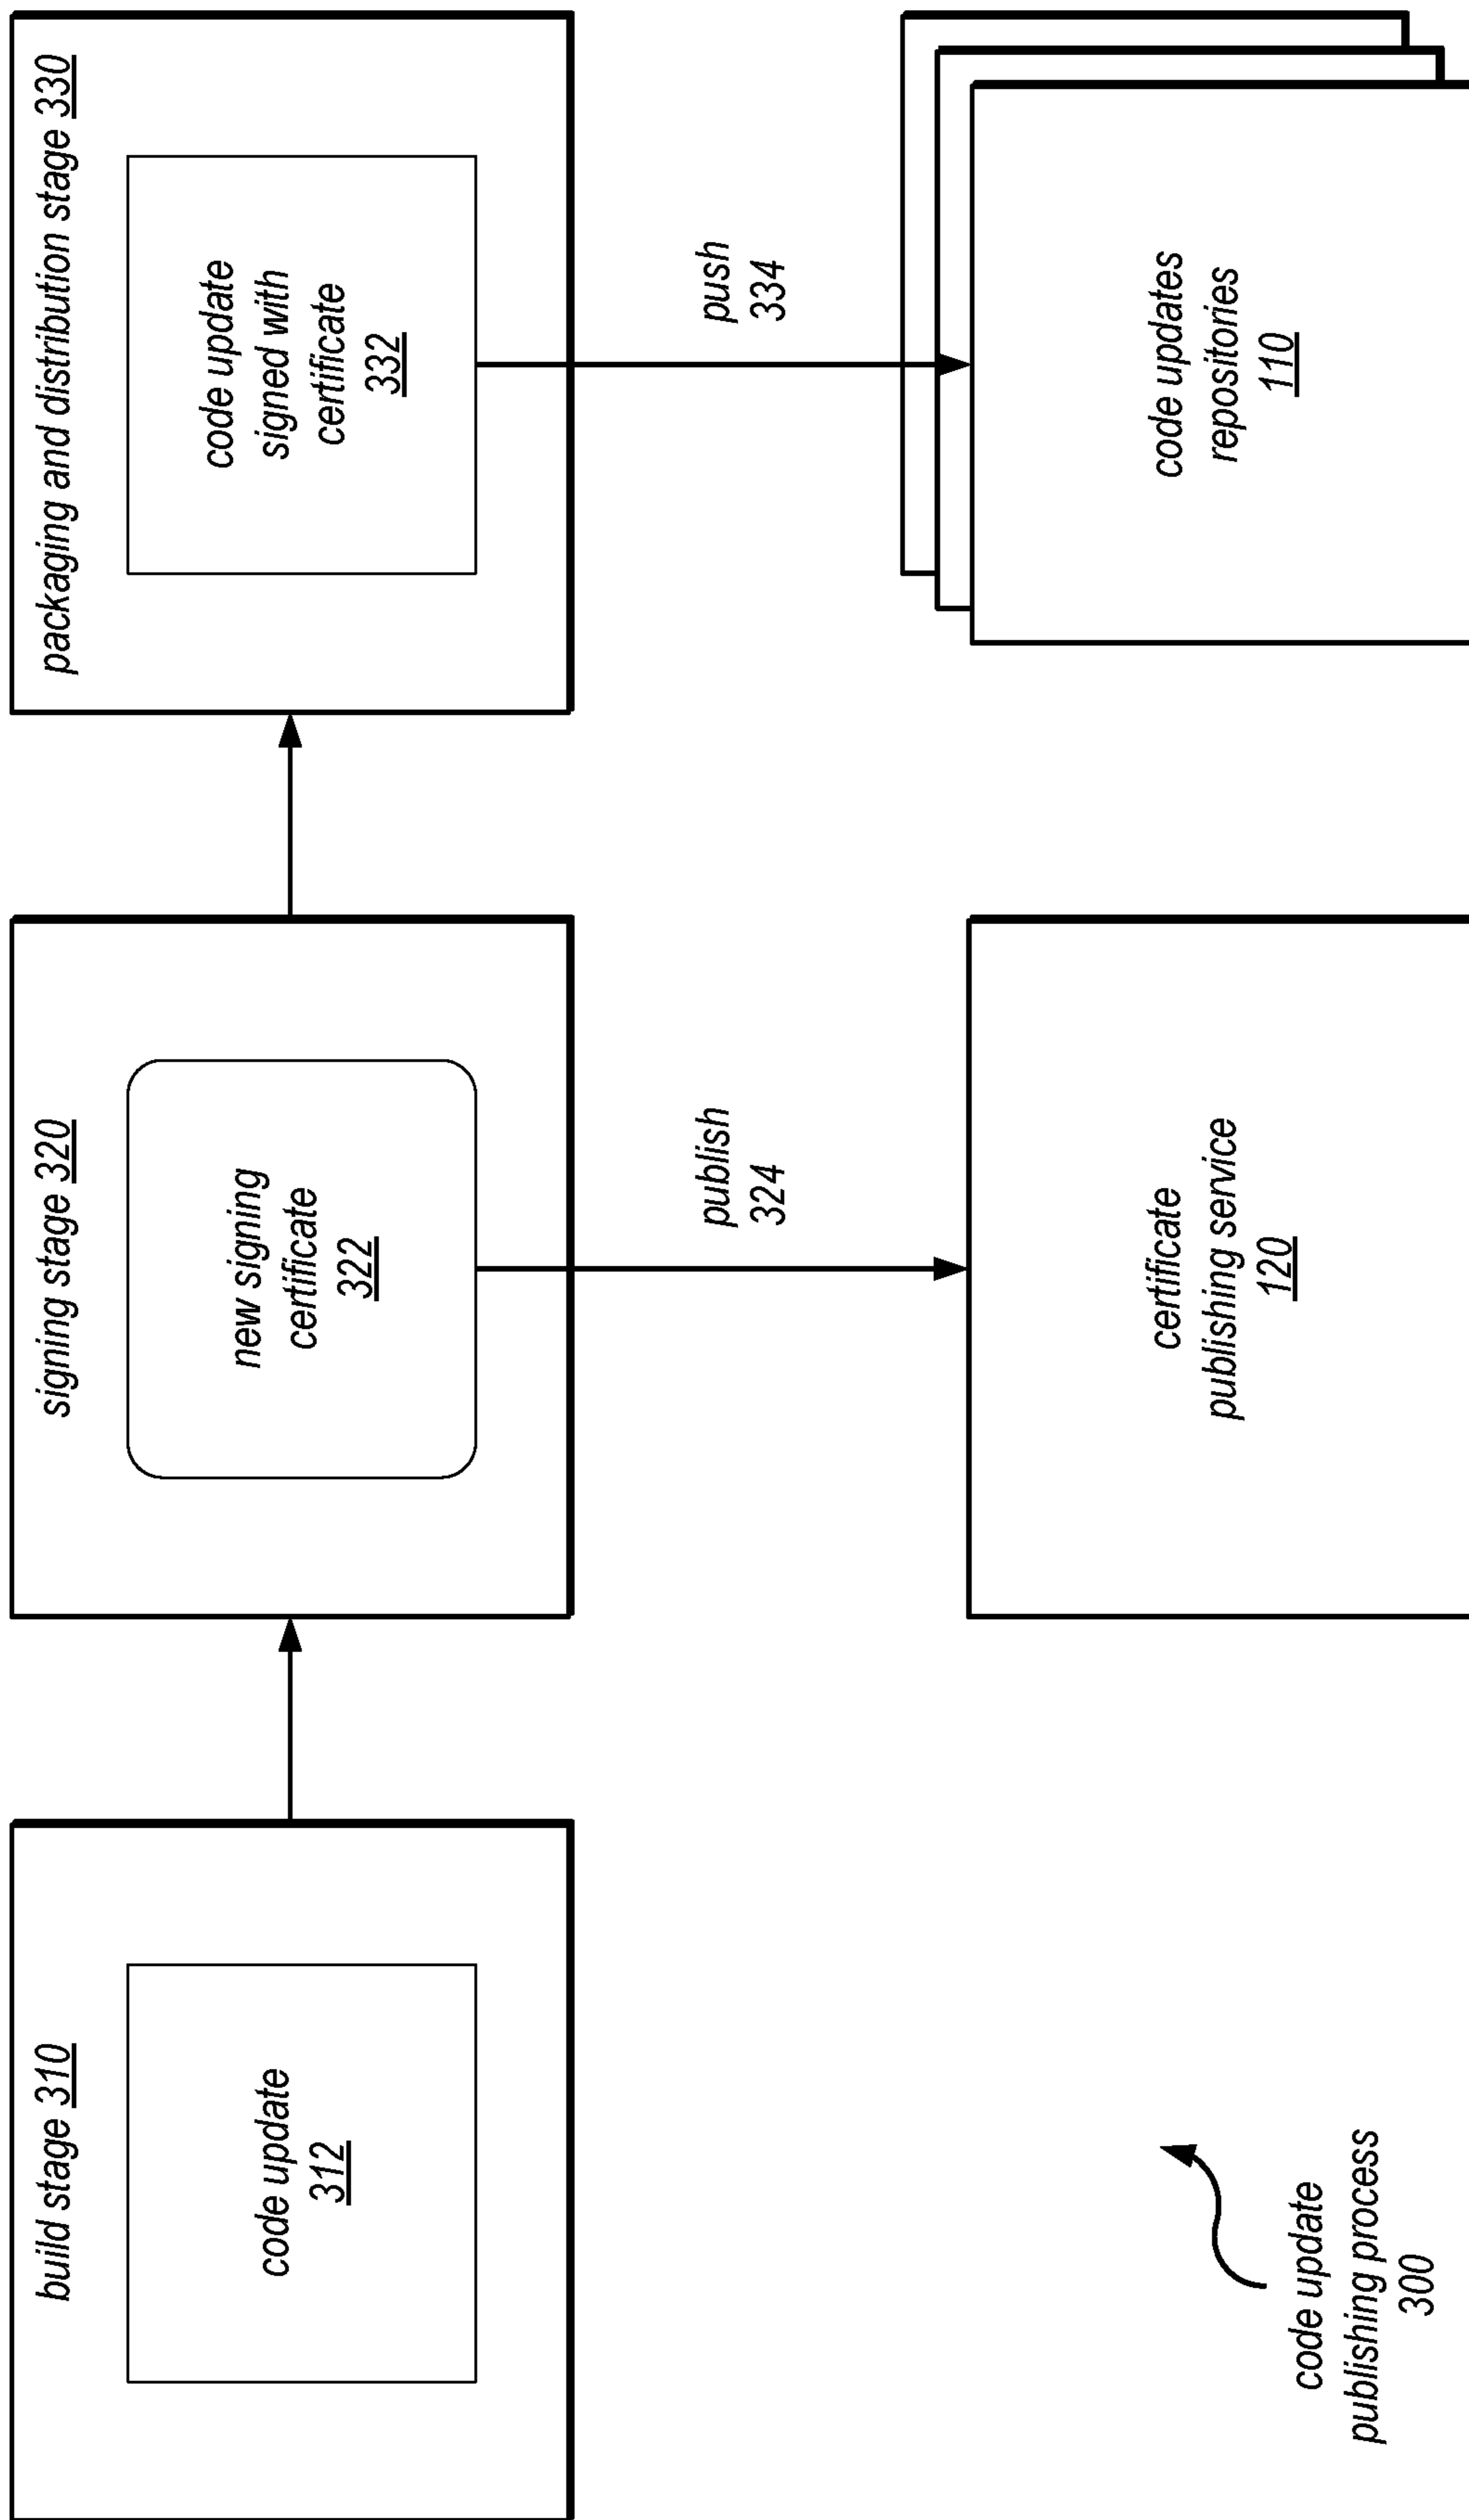 build stage 310
code update
312
signing stage 320
new signing
certificate
322
packaging and distribution stage 330
code update
signed with
certificate
332
publish
324
push
334
certificate
publishing service
120
code updates
repositories
110
code update
publishing process
300